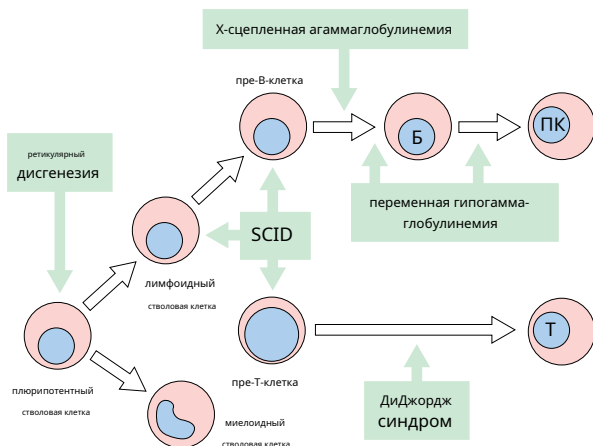 Х-сцепленная агаммаглобулинемия
пре-В-клетка
Б
ПК
ретикулярный
дисгенезия
переменная гипогамма-
глобулинемия
SCID
лимфоидный
стволовая клетка
пре-Т-клетка
Т
плюрипотентный
стволовая клетка
миелоидный
стволовая клетка
ДиДжордж
синдром